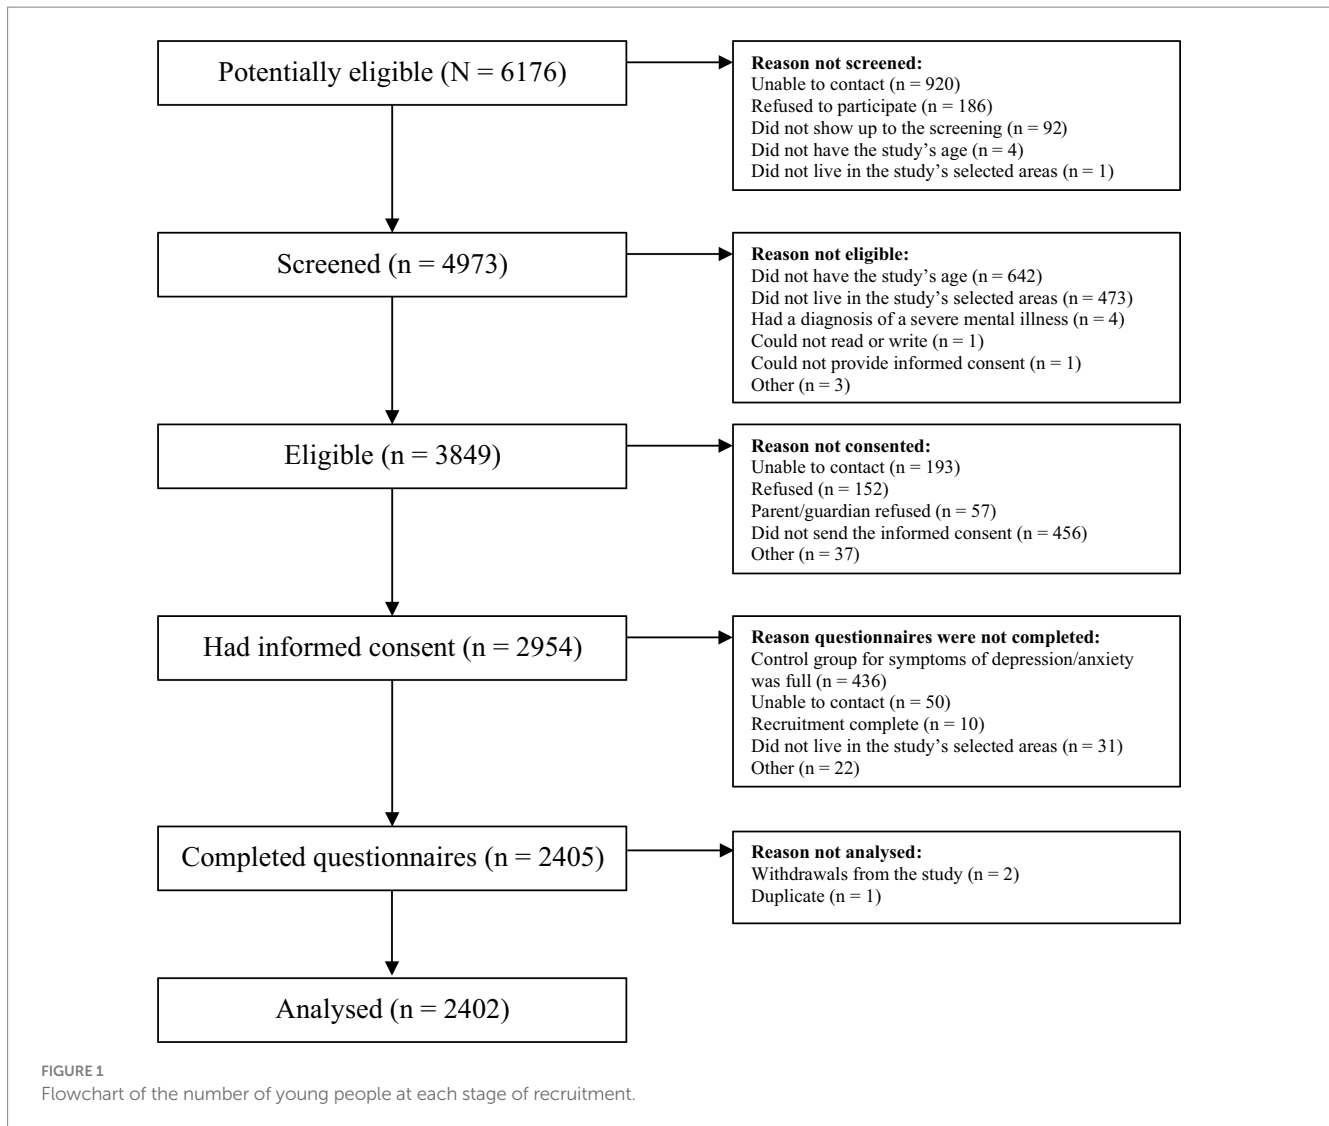 Potentially eligible (N = 6176)
Reason not screened:
Unable to contact (n = 920)
Refused to participate (n = 186)
Did not show up to the screening (n = 92)
Did not have the study’s age (n = 4)
Did not live in the study’s selected areas (n = 1)
Screened (n = 4973)
Reason not eligible:
Did not have the study’s age (n = 642)
Did not live in the study’s selected areas (n = 473)
Had a diagnosis of a severe mental illness (n = 4)
Could not read or write (n = 1)
Could not provide informed consent (n = 1)
Other (n = 3)
Eligible (n = 3849)
Reason not consented:
Unable to contact (n = 193)
Refused (n = 152)
Parent/guardian refused (n = 57)
Did not send the informed consent (n = 456)
Other (n = 37)
Had informed consent (n = 2954)
Reason questionnaires were not completed:
Control group for symptoms of depression/anxiety
was full (n = 436)
Unable to contact (n = 50)
Recruitment complete (n = 10)
Did not live in the study’s selected areas (n = 31)
Other (n = 22)
Completed questionnaires (n = 2405)
Reason not analysed:
Withdrawals from the study (n = 2)
Duplicate (n = 1)
Analysed (n = 2402)
FIGURE 1
Flowchart of the number of young people at each stage of recruitment.